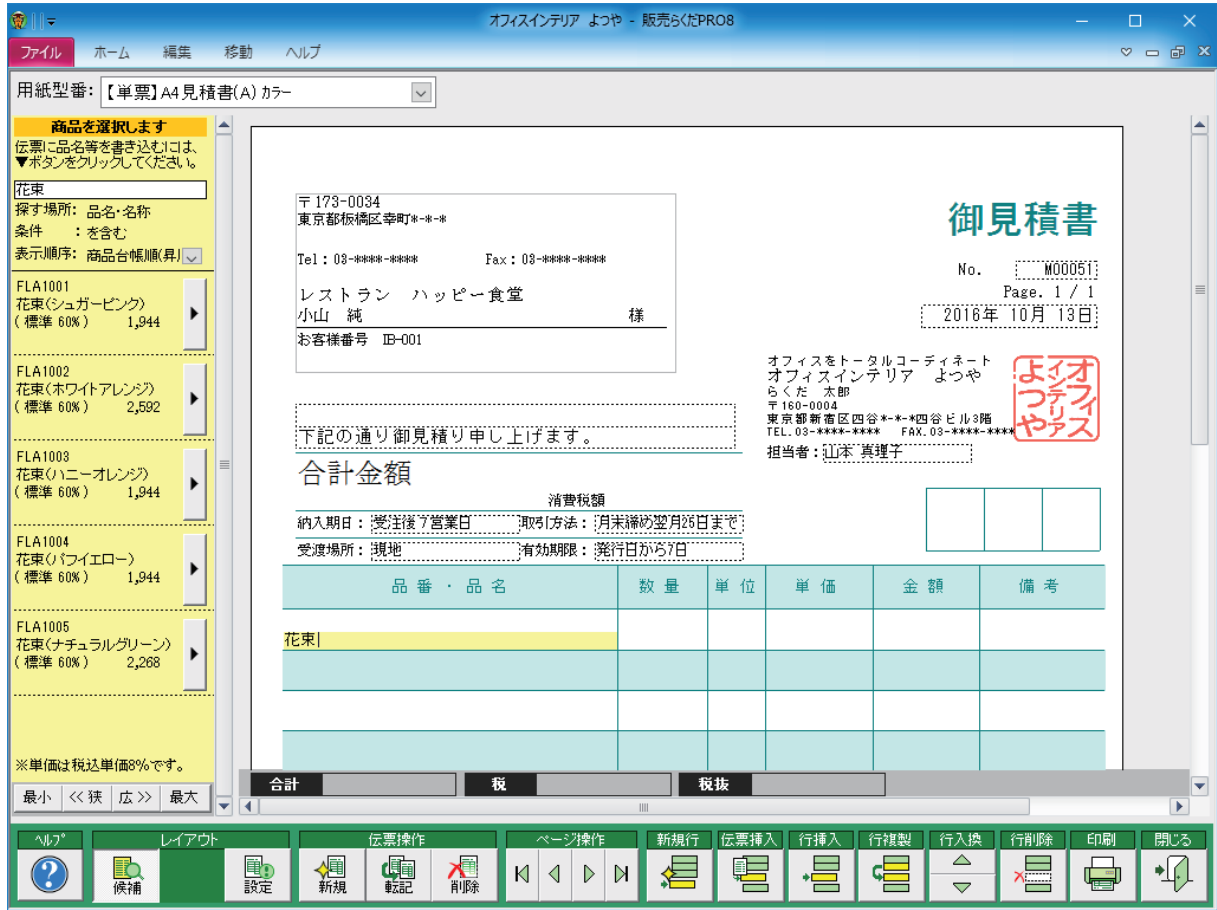 オフィスインテリア よつや - 販売らくだPRO8
ファイル ホーム 編集 移動 ヘルプ
用紙型番: 【単票】A4見積書(A) カラー
商品を選択します
伝票に品名等を書き込むには、
▼ボタンをクリックしてください。
花束
探す場所: 品名・名称
条件 : を含む
表示順序: 商品台帳順(昇
FLA1001
花束(シュガーピンク)
(標準 60%) 1,944
FLA1002
花束(ホワイトアレンジ)
(標準 60%) 2,592
FLA1003
花束(ハニーオレンジ)
(標準 60%) 1,944
FLA1004
花束(パフイエロー)
(標準 60%) 1,944
FLA1005
花束(ナチュラルグリーン)
(標準 60%) 2,268
※単価は税込単価8%です。
最小 <<狭 広>> 最大
〒173-0034
東京都板橋区幸町*-*-*
Tel:03-****-**** Fax:03-****-****
レストラン ハッピー食堂
小山 純 様
お客様番号 IB-001
御見積書
No. M00051
Page. 1 / 1
2016年 10月 13日
オフィスをトータルコーディネート
オフィスインテリア よつや
らくだ 太郎
〒160-0004
東京都新宿区四谷*-*-*四谷ビル3階
TEL.03-****-**** FAX.03-****-****
担当者: 山本 真理子
オフィスインテリアよつや
下記の通り御見積り申し上げます。
合計金額
消費税額
納入期日: 受注後7営業日 取引方法: 月末締め翌月25日まで
受渡場所: 現地 有効期限: 発行日から7日
品番・品名 数量 単位 単価 金額 備考
花束
合計 税 税抜
ヘルプ レイアウト 伝票操作 ページ操作 新規行 伝票挿入 行挿入 行複製 行入換 行削除 印刷 閉じる
候補 設定 新規 転記 削除